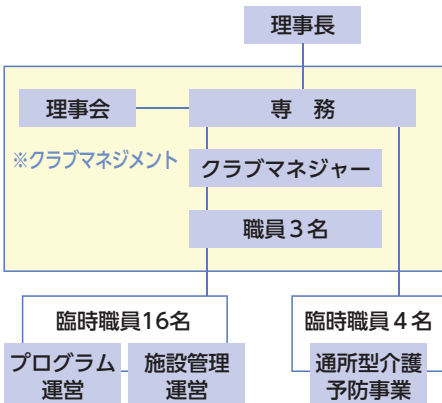 理事長
理事会
専　務
※クラブマネジメント
クラブマネジャー
職員３名
臨時職員16名
臨時職員４名
プログラム
運営
施設管理
運営
通所型介護
予防事業